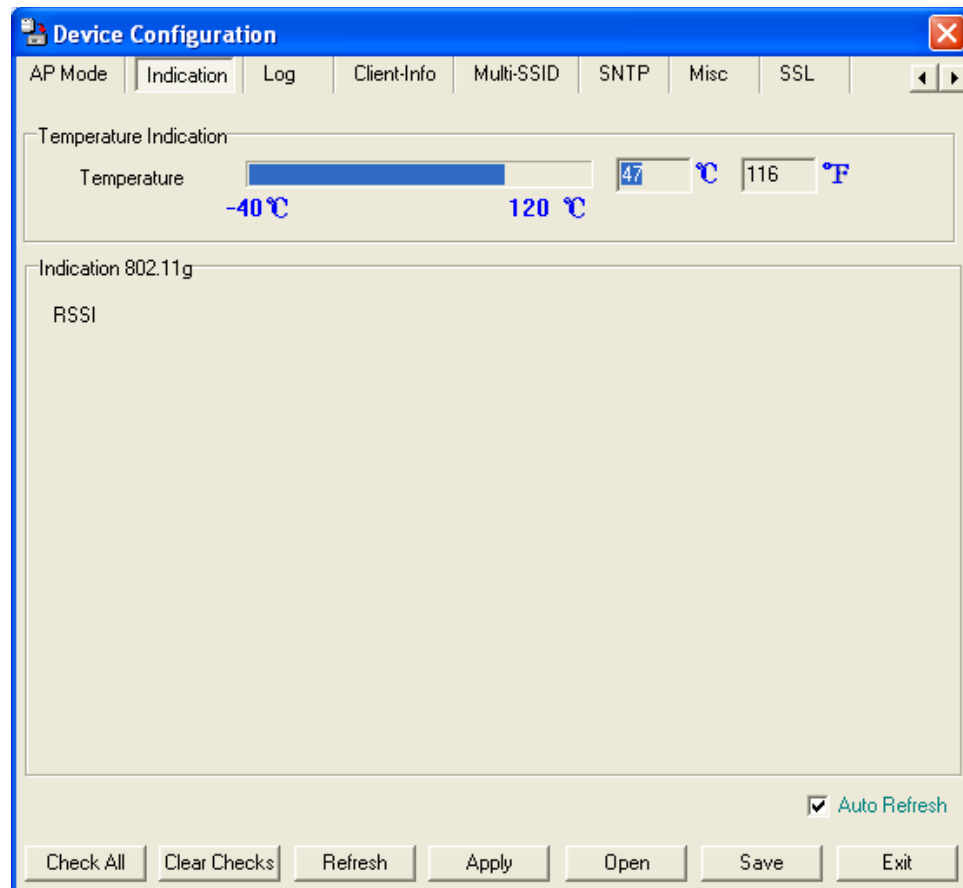 Device Configuration
AP Mode Indication Log Client-Info Multi-SSID SNTP Misc SSL
Temperature Indication
Temperature 47 °C 116 °F
-40 °C 120 °C
Indication 802.11g
RSSI
Auto Refresh
Check All Clear Checks Refresh Apply Open Save Exit